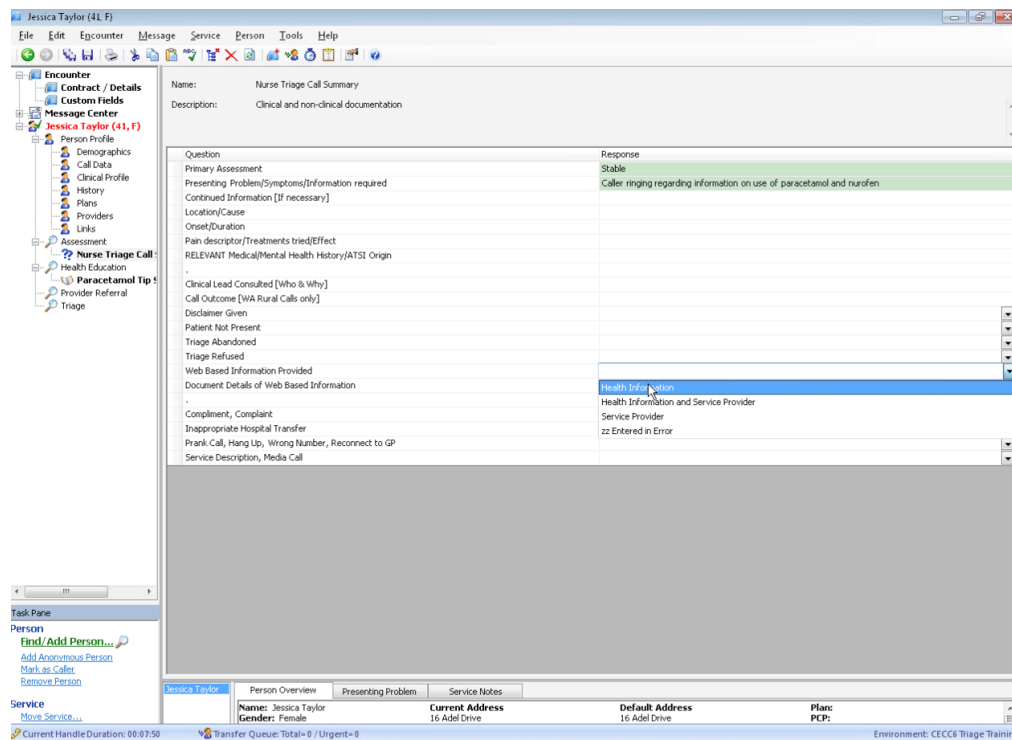 Jessica Taylor (41, F)
File Edit Encounter Message Service Person Tools Help
Encounter
Contract / Details
Custom Fields
Message Center
Jessica Taylor (41, F)
Person Profile
Demographics
Call Data
Clinical Profile
History
Plans
Providers
Links
Assessment
Nurse Triage Call
Health Education
Paracetamol Tip
Provider Referral
Triage
Name: Nurse Triage Call Summary
Description: Clinical and non-clinical documentation
Question Response
Primary Assessment Stable
Presenting Problem/Symptoms/Information required Caller ringing regarding information on use of paracetamol and nurofen
Continued Information [If necessary]
Location/Cause
Onset/Duration
Pain descriptor/Treatments tried/Effect
RELEVANT Medical/Mental Health History/ATSI Origin
.
Clinical Lead Consulted [Who & Why]
Call Outcome [WA Rural Calls only]
Disclaimer Given
Patient Not Present
Triage Abandoned
Triage Refused
Web Based Information Provided
Document Details of Web Based Information
Health Information
Health Information and Service Provider
Service Provider
zz Entered in Error
.
Compliment, Complaint
Inappropriate Hospital Transfer
Prank Call, Hang Up, Wrong Number, Reconnect to GP
Service Description, Media Call
Task Pane
Person
Find/Add Person...
Add Anonymous Person
Mark as Caller
Remove Person
Service
Move Service...
Jessica Taylor Person Overview Presenting Problem Service Notes
Name: Jessica Taylor Current Address Default Address Plan:
Gender: Female 16 Adel Drive 16 Adel Drive PCP:
Current Handle Duration: 00:07:50 Transfer Queue: Total= 0 / Urgent= 0 Environment: CECC6 Triage Trainin